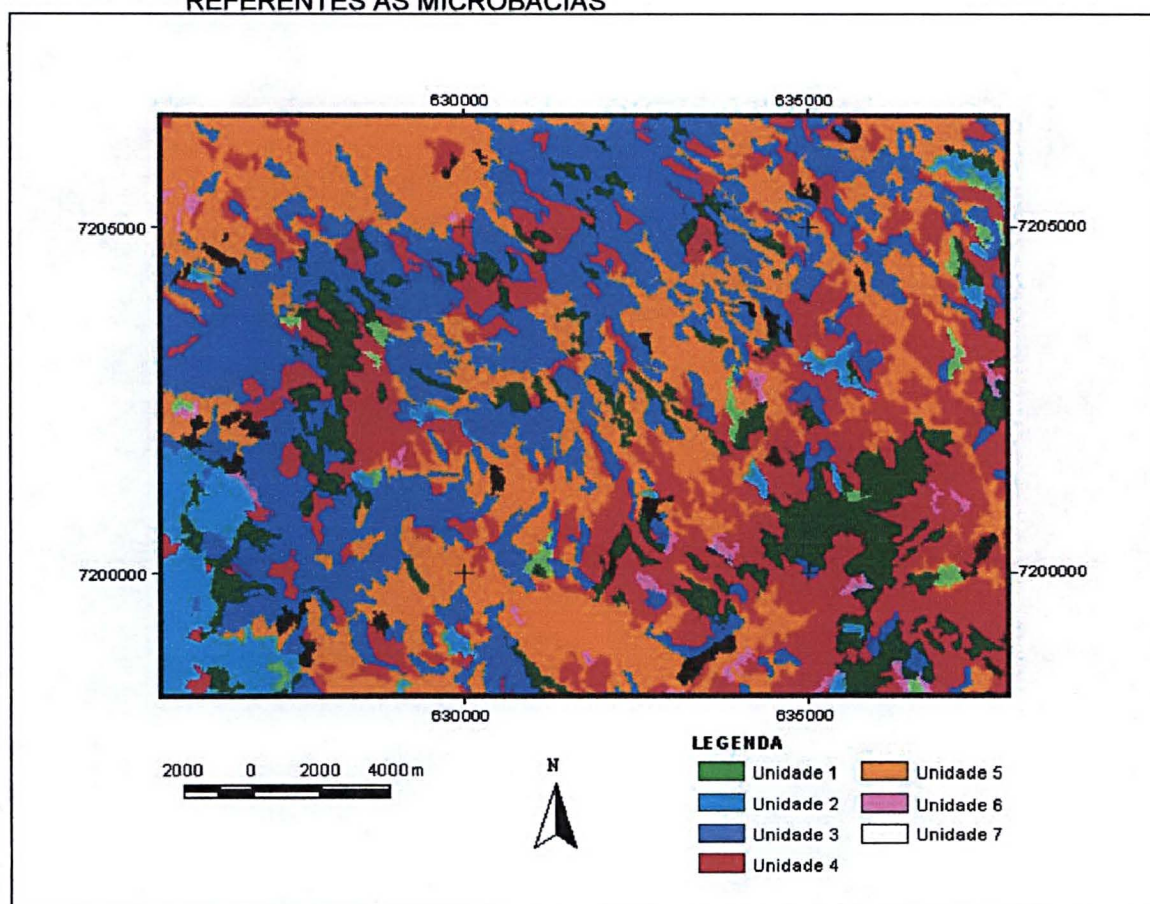 REFERENTES ÀS MICROBACIAS
630000 635000
7205000 7205000
7200000 7200000
630000 635000
2000 0 2000 4000 m
N
LEGENDA
Unidade 1
Unidade 2
Unidade 3
Unidade 4
Unidade 5
Unidade 6
Unidade 7